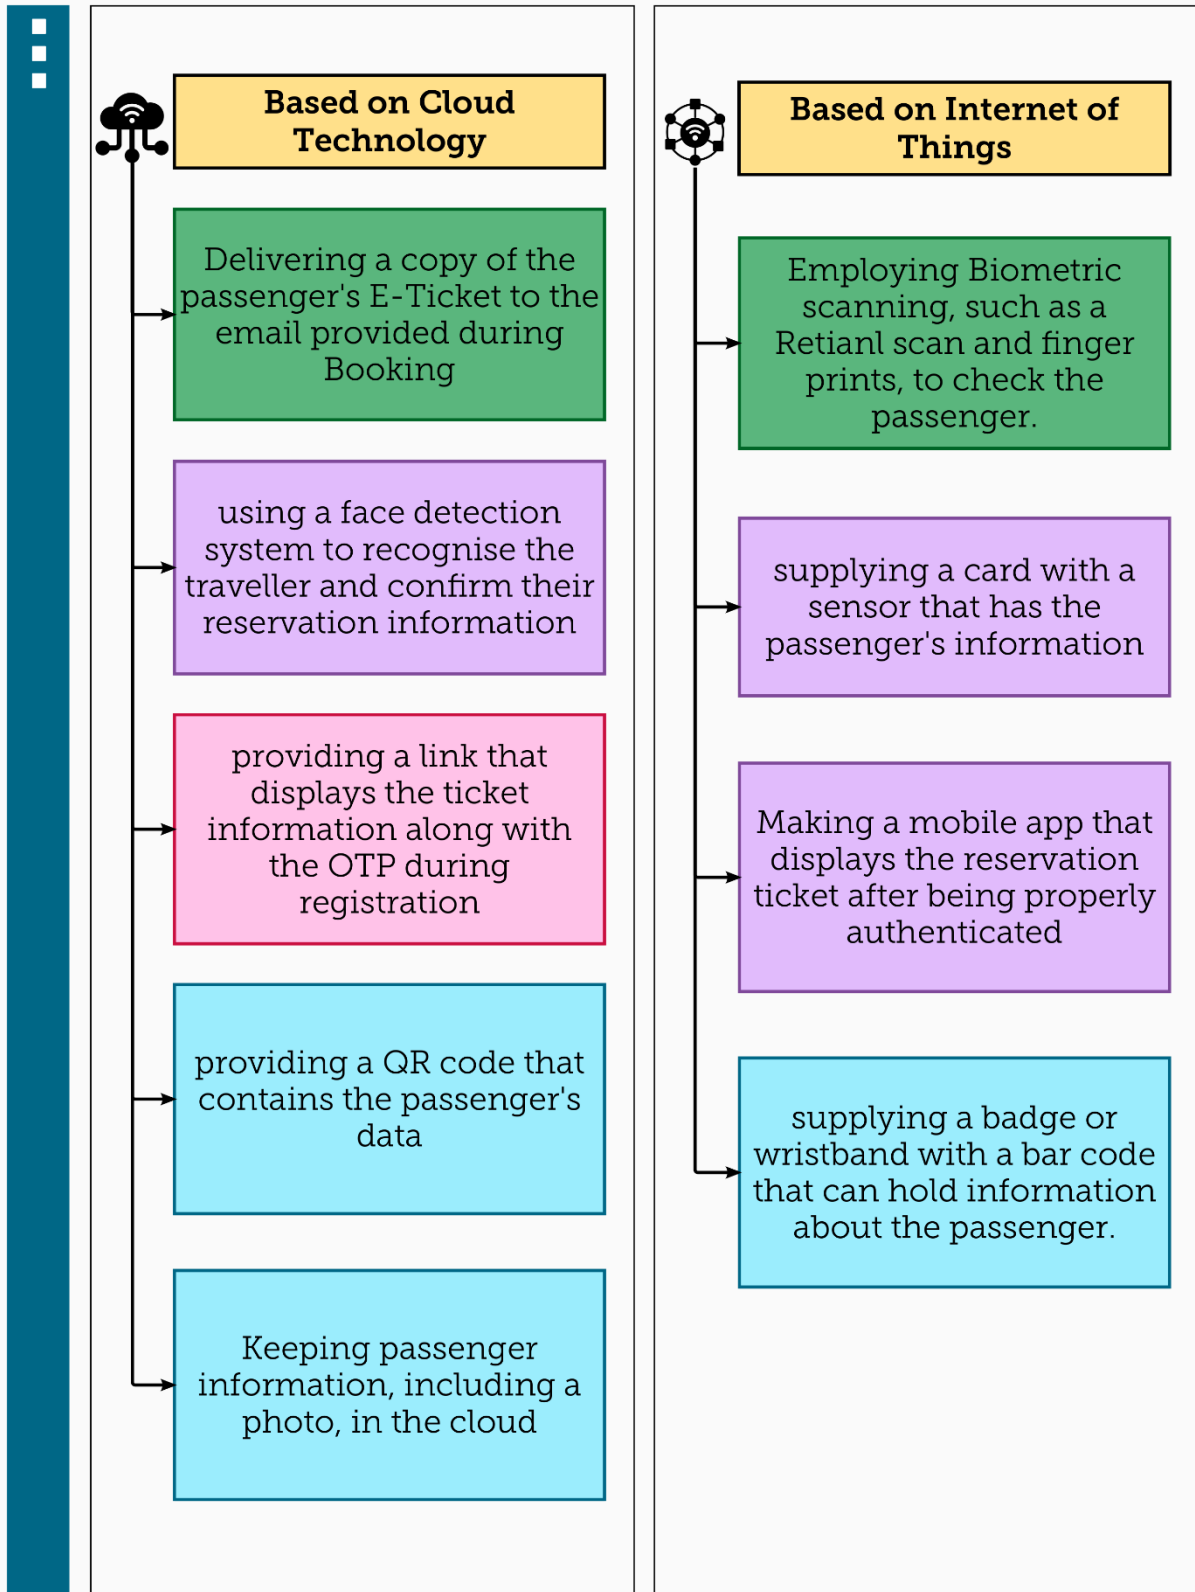 Based on Cloud
Technology
Delivering a copy of the
passenger's E-Ticket to the
email provided during
Booking
using a face detection
system to recognise the
traveller and confirm their
reservation information
providing a link that
displays the ticket
information along with
the OTP during
registration
providing a QR code that
contains the passenger's
data
Keeping passenger
information, including a
photo, in the cloud
Based on Internet of
Things
Employing Biometric
scanning, such as a
Retianl scan and finger
prints, to check the
passenger.
supplying a card with a
sensor that has the
passenger's information
Making a mobile app that
displays the reservation
ticket after being properly
authenticated
supplying a badge or
wristband with a bar code
that can hold information
about the passenger.